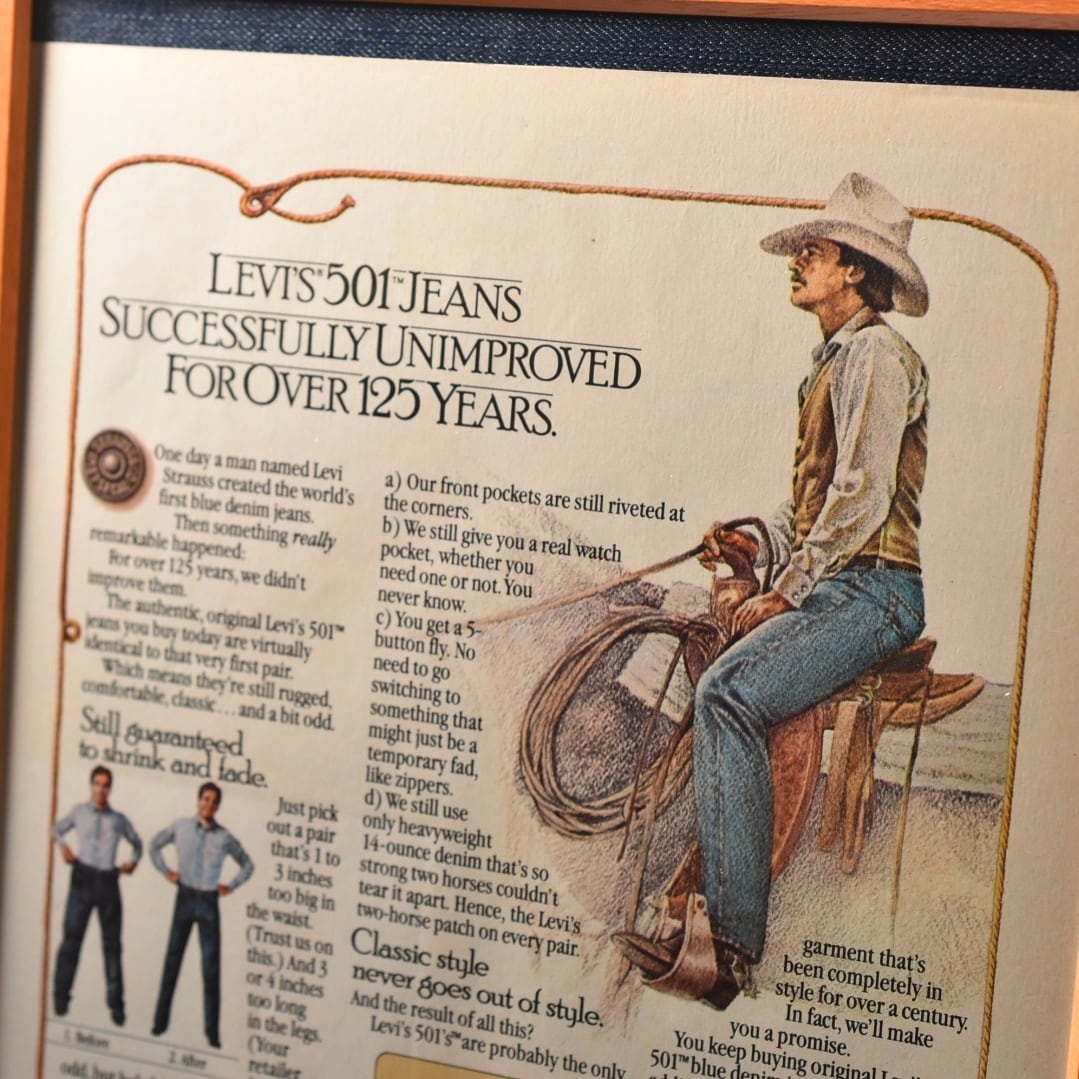 LEVI'S® 501™ JEANS
SUCCESSFULLY UNIMPROVED
FOR OVER 125 YEARS.
One day a man named Levi
Strauss created the world's
first blue denim jeans.
Then something really
remarkable happened:
For over 125 years, we didn't
improve them.
The authentic, original Levi's 501™
jeans you buy today are virtually
identical to that very first pair.
Which means they're still rugged,
comfortable, classic... and a bit odd.
Still guaranteed
to shrink and fade.
Just pick
out a pair
that's 1 to
3 inches
too big in
the waist.
(Trust us on
this.) And 3
or 4 inches
too long
in the legs.
(Your
retailer
1. Before
2. After
a) Our front pockets are still riveted at
the corners.
b) We still give you a real watch
pocket, whether you
need one or not. You
never know.
c) You get a 5-
button fly. No
need to go
switching to
something that
might just be a
temporary fad,
like zippers.
d) We still use
only heavyweight
14-ounce denim that's so
strong two horses couldn't
tear it apart. Hence, the Levi's
two-horse patch on every pair.
Classic style
never goes out of style.
And the result of all this?
Levi's 501's™ are probably the only
garment that's
been completely in
style for over a century.
In fact, we'll make
you a promise.
You keep buying original
501™ blue